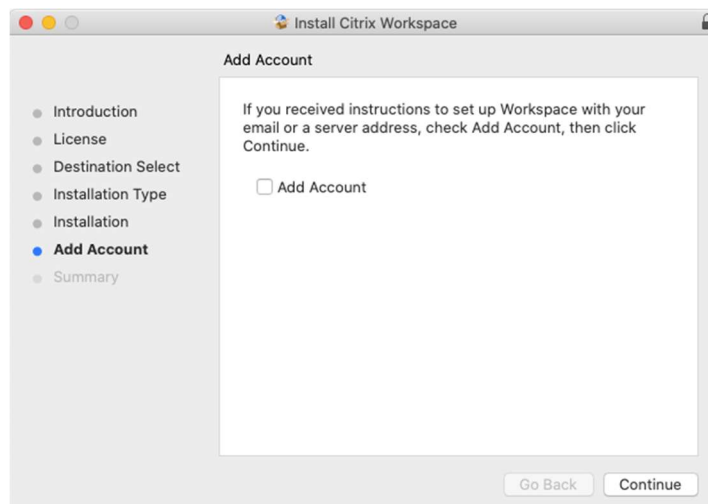 Install Citrix Workspace
Add Account
Introduction
License
Destination Select
Installation Type
Installation
Add Account
Summary
If you received instructions to set up Workspace with your
email or a server address, check Add Account, then click
Continue.
Add Account
Go Back
Continue